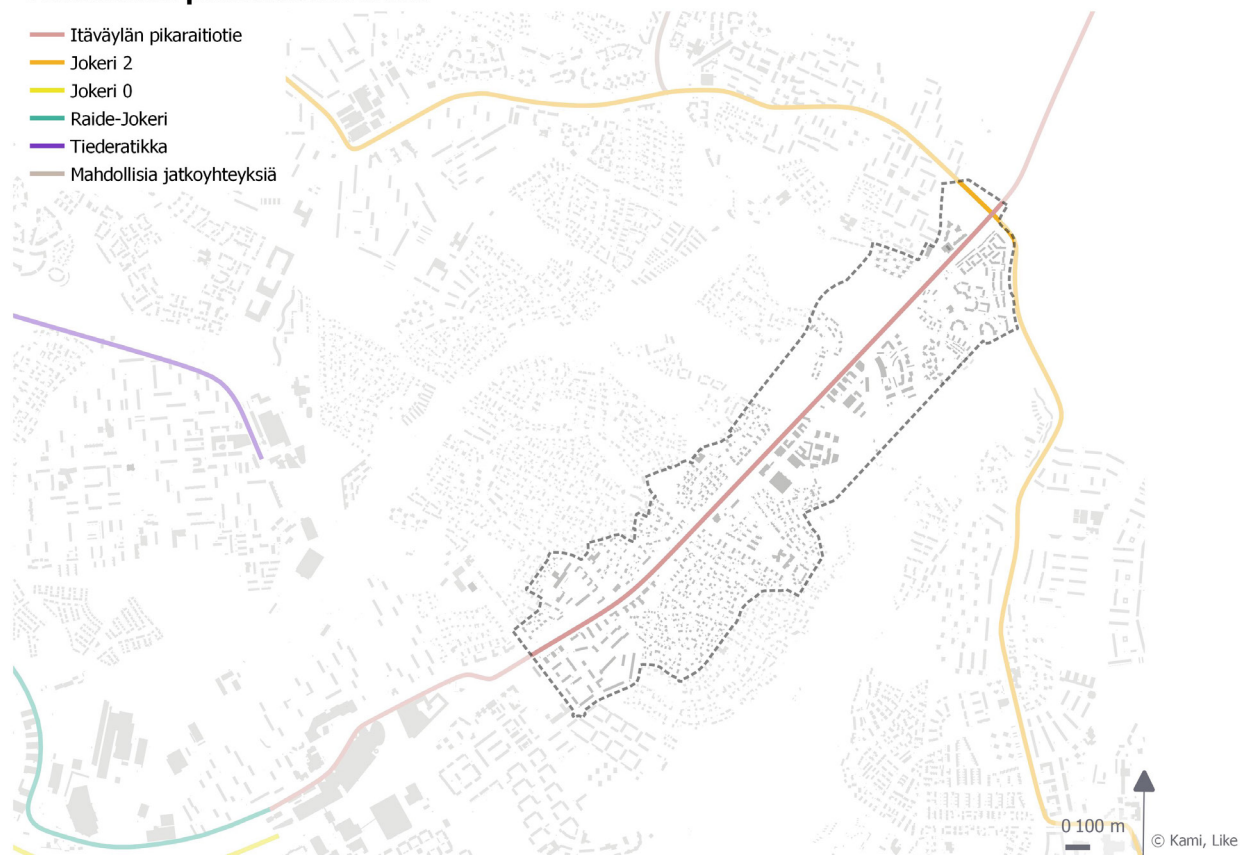 Itäväylän pikaraitiotie
Jokeri 2
Jokeri 0
Raide-Jokeri
Tiederatikka
Mahdollisia jatkoyhteyksiä
0 100 m
© Kami, Like